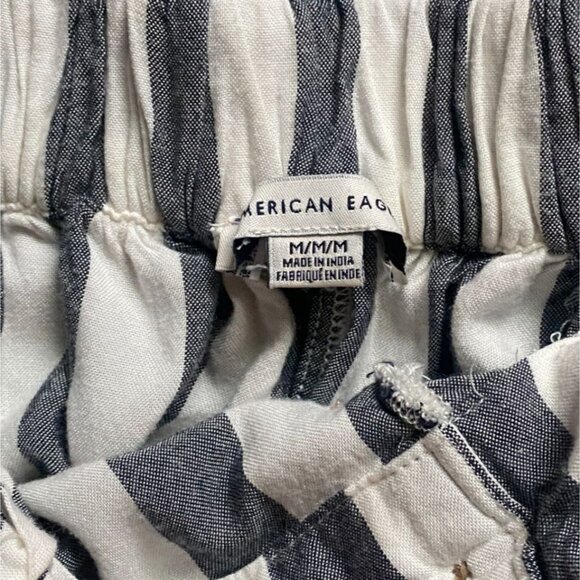 MERICAN EAG
M/M/M
MADE IN INDIA
FABRIQUÉ EN INDE